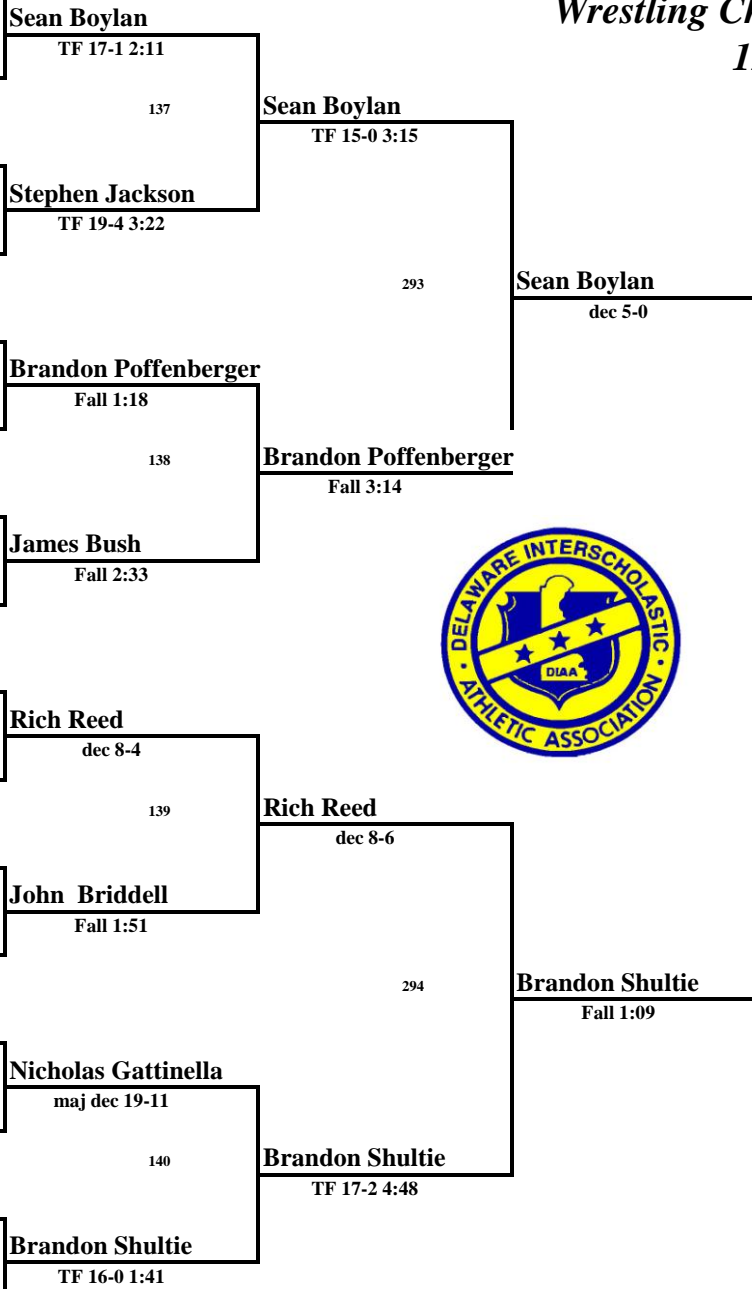 Wrestling Ch
1
Sean Boylan
TF 17-1 2:11
137
Sean Boylan
TF 15-0 3:15
Stephen Jackson
TF 19-4 3:22
293
Sean Boylan
dec 5-0
Brandon Poffenberger
Fall 1:18
138
Brandon Poffenberger
Fall 3:14
James Bush
Fall 2:33
DELAWARE INTERSCHOLASTIC
DIAA
ATHLETIC ASSOCIATION
Rich Reed
dec 8-4
139
Rich Reed
dec 8-6
John  Briddell
Fall 1:51
294
Brandon Shultie
Fall 1:09
Nicholas Gattinella
maj dec 19-11
140
Brandon Shultie
TF 17-2 4:48
Brandon Shultie
TF 16-0 1:41